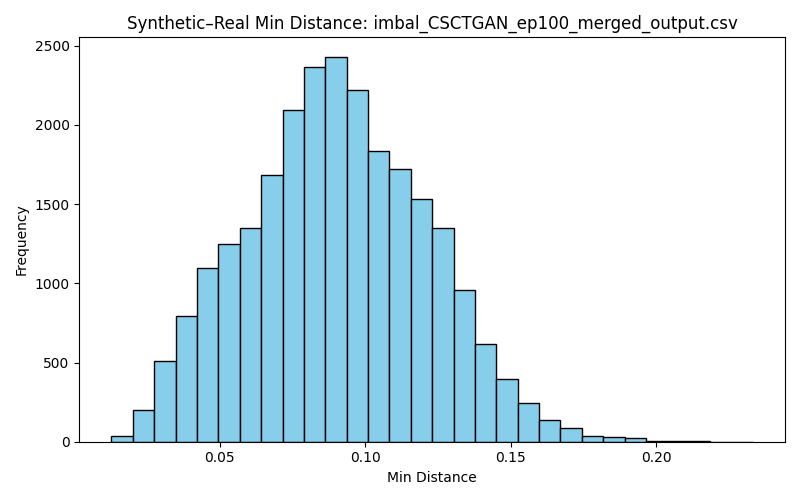 Synthetic–Real Min Distance: imbal_CSCTGAN_ep100_merged_output.csv
2500
2000
1500
1000
500
0
Frequency
0.05 0.10 0.15 0.20
Min Distance